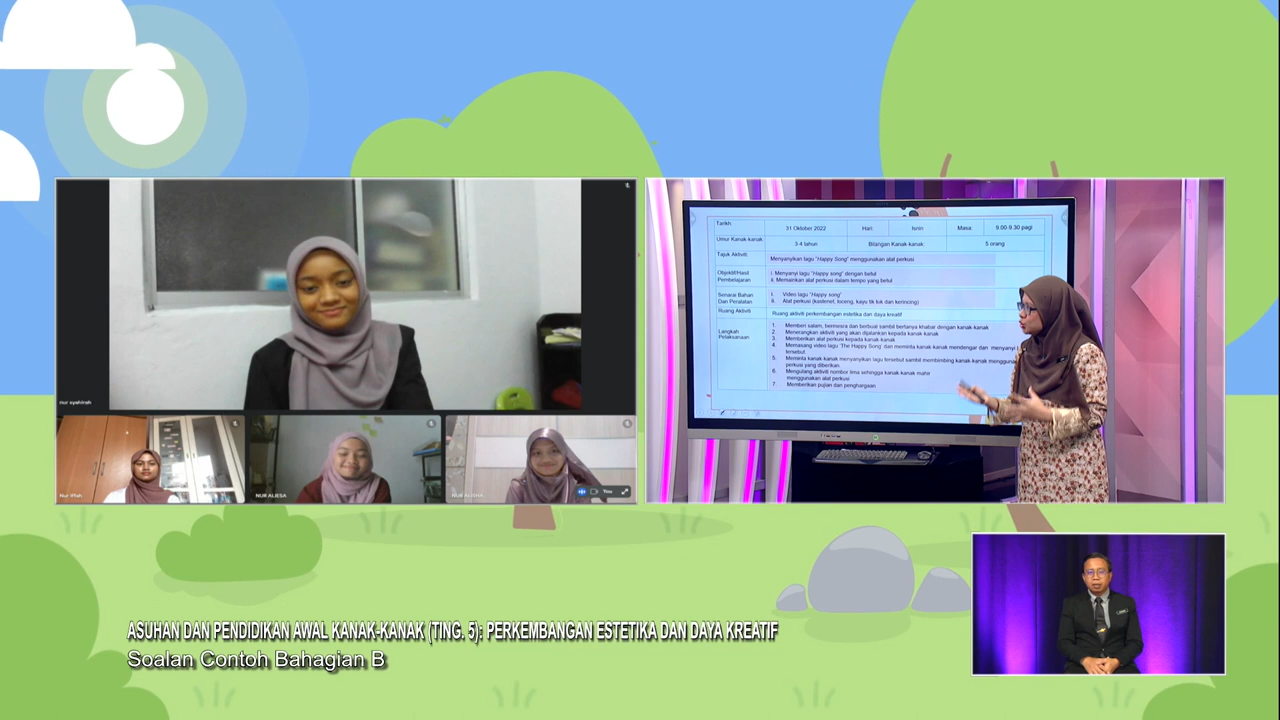 Tarikh: 31 Oktober 2022 Hari: Isnin Masa: 9.00-9.30 pagi
Umur Kanak-kanak: 3-4 tahun Bilangan Kanak-kanak: 5 orang
Tajuk Aktiviti: Menyanyikan lagu "Happy Song" menggunakan alat perkusi
Objektif/Hasil Pembelajaran
i. Menyanyi lagu "Happy song" dengan betul
ii. Memainkan alat perkusi dalam tempo yang betul
Senarai Bahan Dan Peralatan
i. Video lagu "Happy song"
ii. Alat perkusi (kastenet, loceng, kayu tik tuk dan kerincing)
Ruang Aktiviti Ruang aktiviti perkembangan estetika dan daya kreatif
Langkah Pelaksanaan
1. Memberi salam, bermesra dan berbual sambil bertanya khabar dengan kanak-kanak
2. Menerangkan aktiviti yang akan dijalankan kepada kanak-kanak
3. Memberikan alat perkusi kepada kanak-kanak
4. Memasang video lagu 'The Happy Song' dan meminta kanak-kanak mendengar dan menyanyi
tersebut.
5. Meminta kanak-kanak menyanyikan lagu tersebut sambil membimbing kanak-kanak
perkusi yang diberikan.
6. Mengulang aktiviti nombor lima sehingga kanak-kanak mahir
menggunakan alat perkusi
7. Memberikan pujian dan penghargaan
nur syahirah
Nur Iffah
NUR ALIESA
NUR ALISHA
You
ASUHAN DAN PENDIDIKAN AWAL KANAK-KANAK (TING. 5): PERKEMBANGAN ESTETIKA DAN DAYA KREATIF
Soalan Contoh Bahagian B